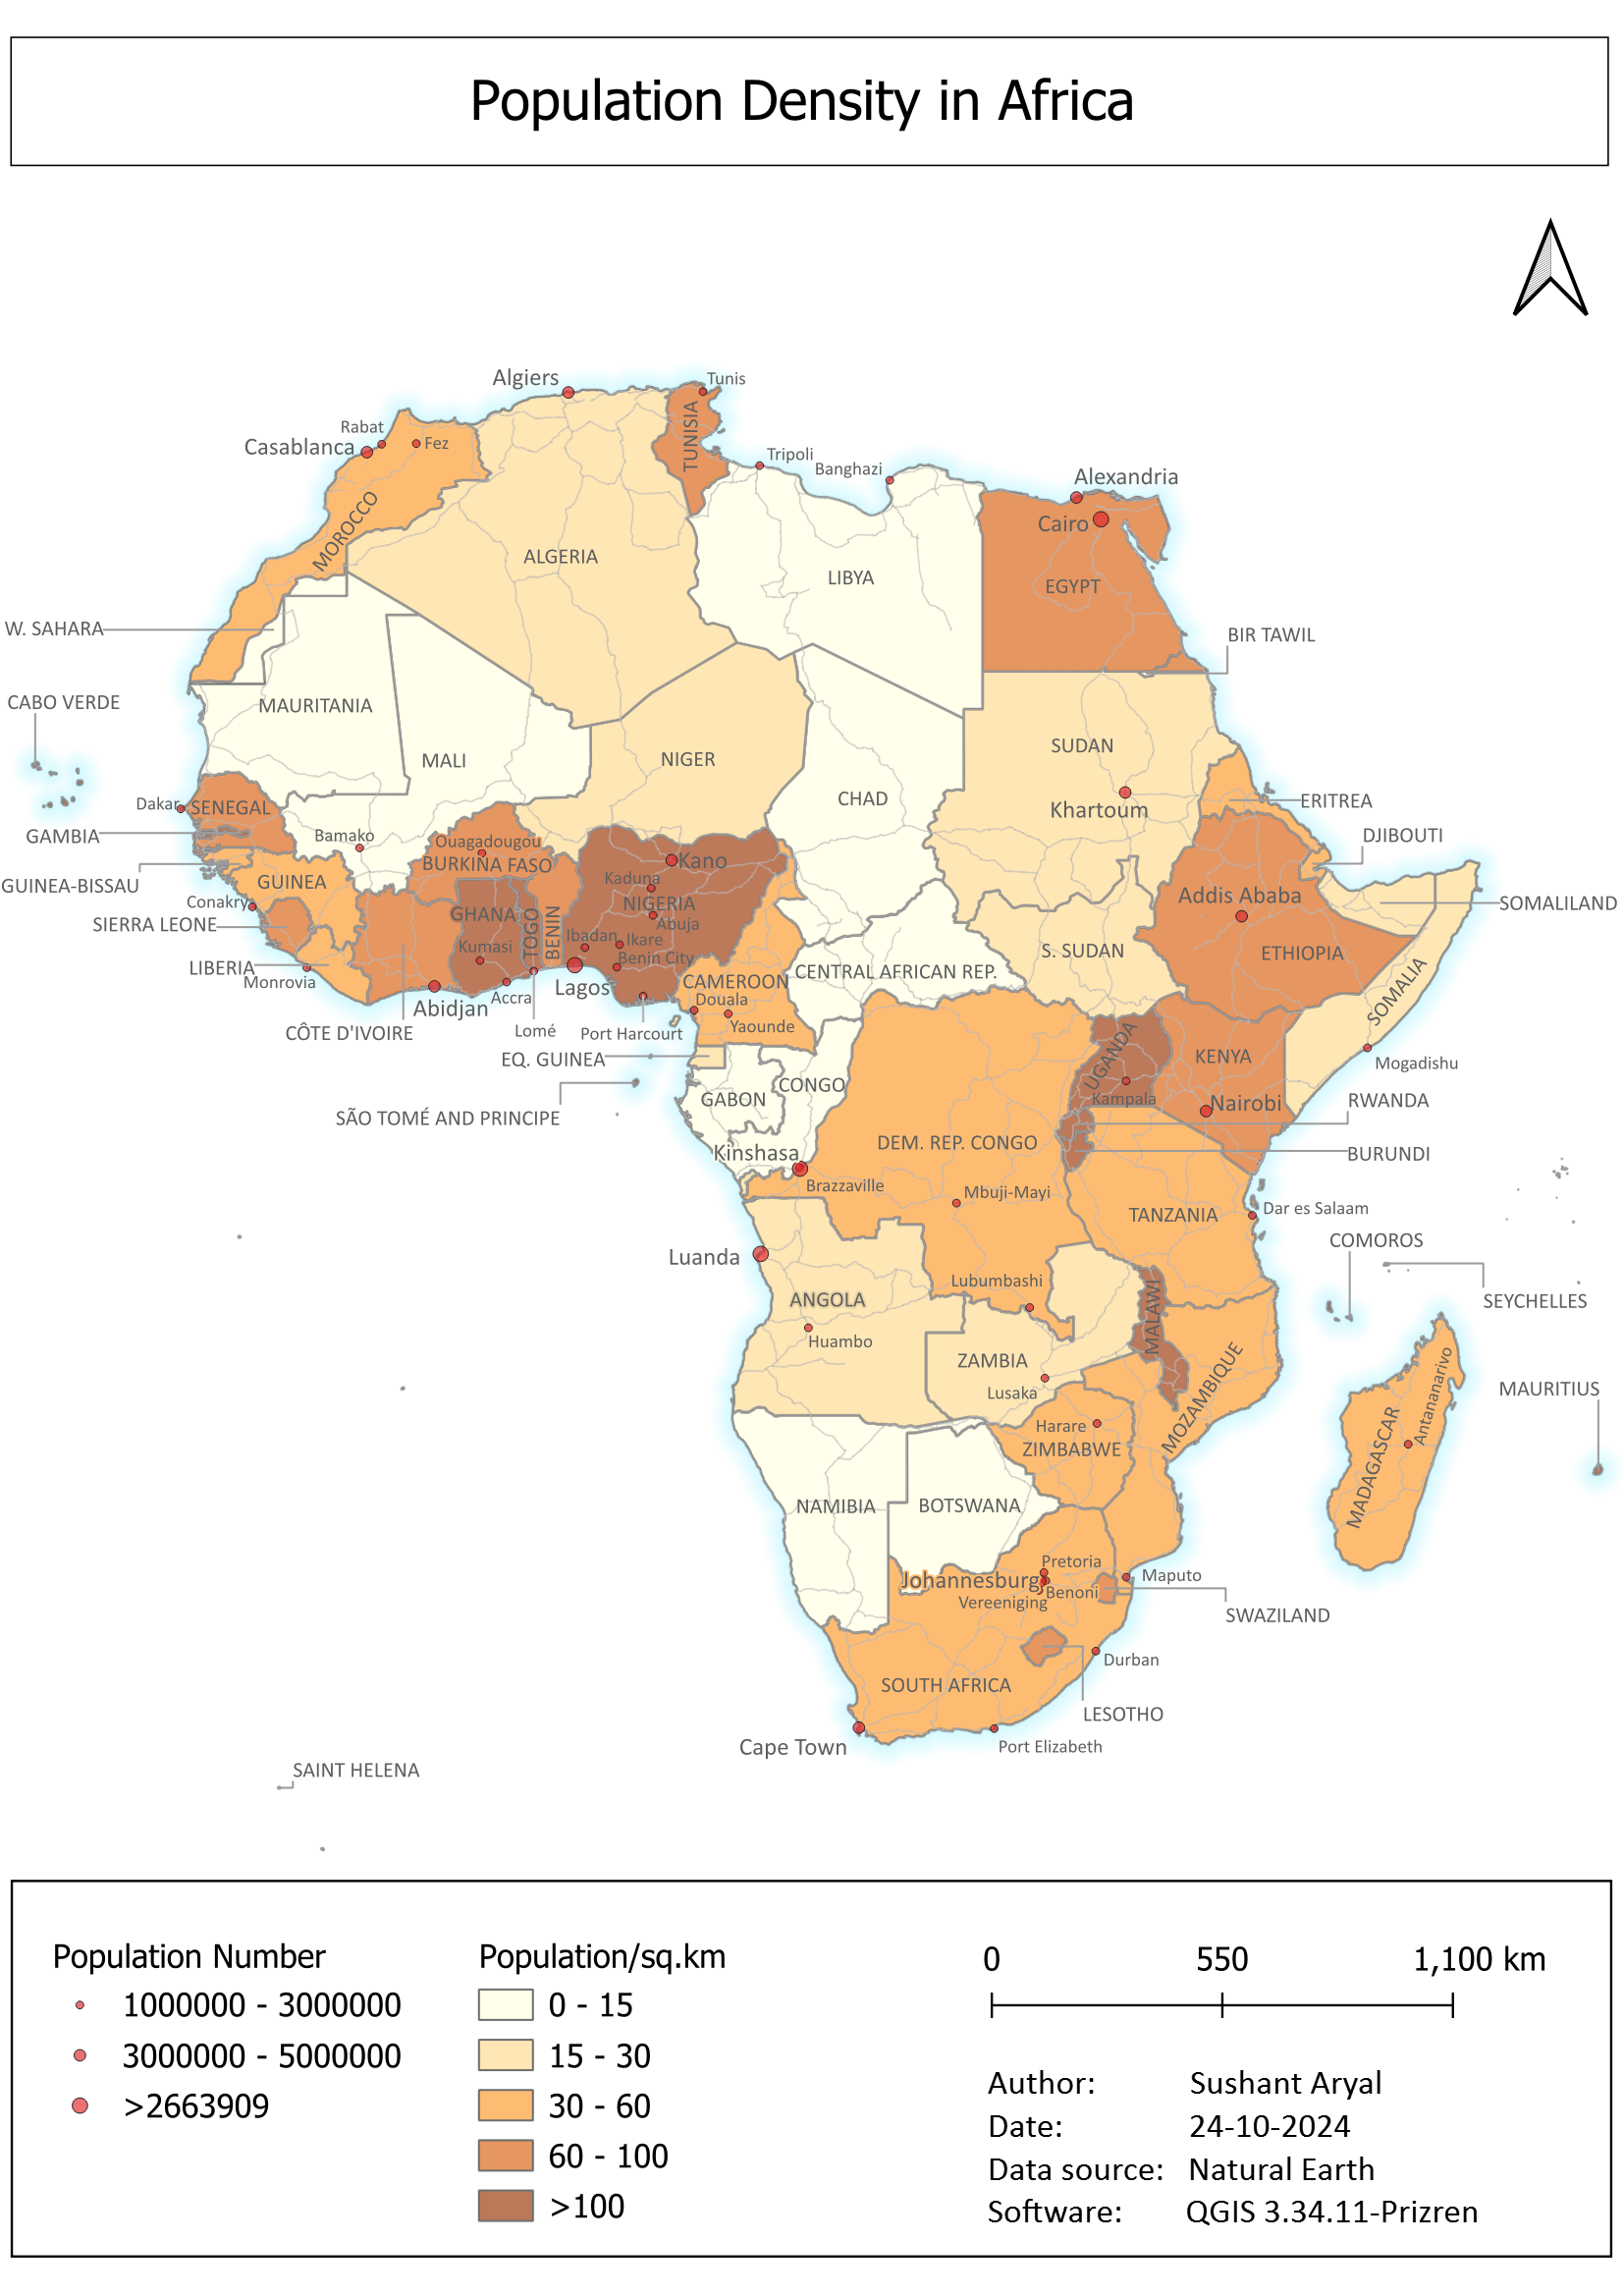 Population Density in Africa
Algiers
Tunis
Rabat
Casablanca
Fez
TUNISIA
Tripoli
Banghazi
Alexandria
Cairo
MOROCCO
ALGERIA
LIBYA
EGYPT
W. SAHARA
BIR TAWIL
CABO VERDE
MAURITANIA
MALI
NIGER
SUDAN
CHAD
Khartoum
ERITREA
Dakar
SENEGAL
GAMBIA
DJIBOUTI
Bamako
Ouagadougou
BURKINA FASO
Kano
GUINEA-BISSAU
GUINEA
Kaduna
NIGERIA
Addis Ababa
SOMALILAND
Conakry
SIERRA LEONE
GHANA
TOGO
BENIN
Abuja
Ibadan
Ikare
Kumasi
Benin City
S. SUDAN
ETHIOPIA
LIBERIA
Monrovia
CENTRAL AFRICAN REP.
CAMEROON
SOMALIA
Lagos
Accra
Abidjan
Douala
Yaounde
CÔTE D'IVOIRE
Lomé
Port Harcourt
EQ. GUINEA
UGANDA
KENYA
Mogadishu
GABON
CONGO
Kampala
Nairobi
RWANDA
SÃO TOMÉ AND PRINCIPE
DEM. REP. CONGO
Kinshasa
BURUNDI
Brazzaville
Mbuji-Mayi
TANZANIA
Dar es Salaam
Luanda
COMOROS
Lubumbashi
ANGOLA
MALAWI
SEYCHELLES
Huambo
ZAMBIA
Lusaka
MOZAMBIQUE
Antananarivo
MAURITIUS
Harare
ZIMBABWE
MADAGASCAR
NAMIBIA
BOTSWANA
Pretoria
Johannesburg
Benoni
Vereeniging
Maputo
SWAZILAND
Durban
SOUTH AFRICA
LESOTHO
Cape Town
Port Elizabeth
SAINT HELENA
Population Number
1000000 - 3000000
3000000 - 5000000
>2663909
Population/sq.km
0 - 15
15 - 30
30 - 60
60 - 100
>100
0 550 1,100 km
Author: Sushant Aryal
Date: 24-10-2024
Data source: Natural Earth
Software: QGIS 3.34.11-Prizren